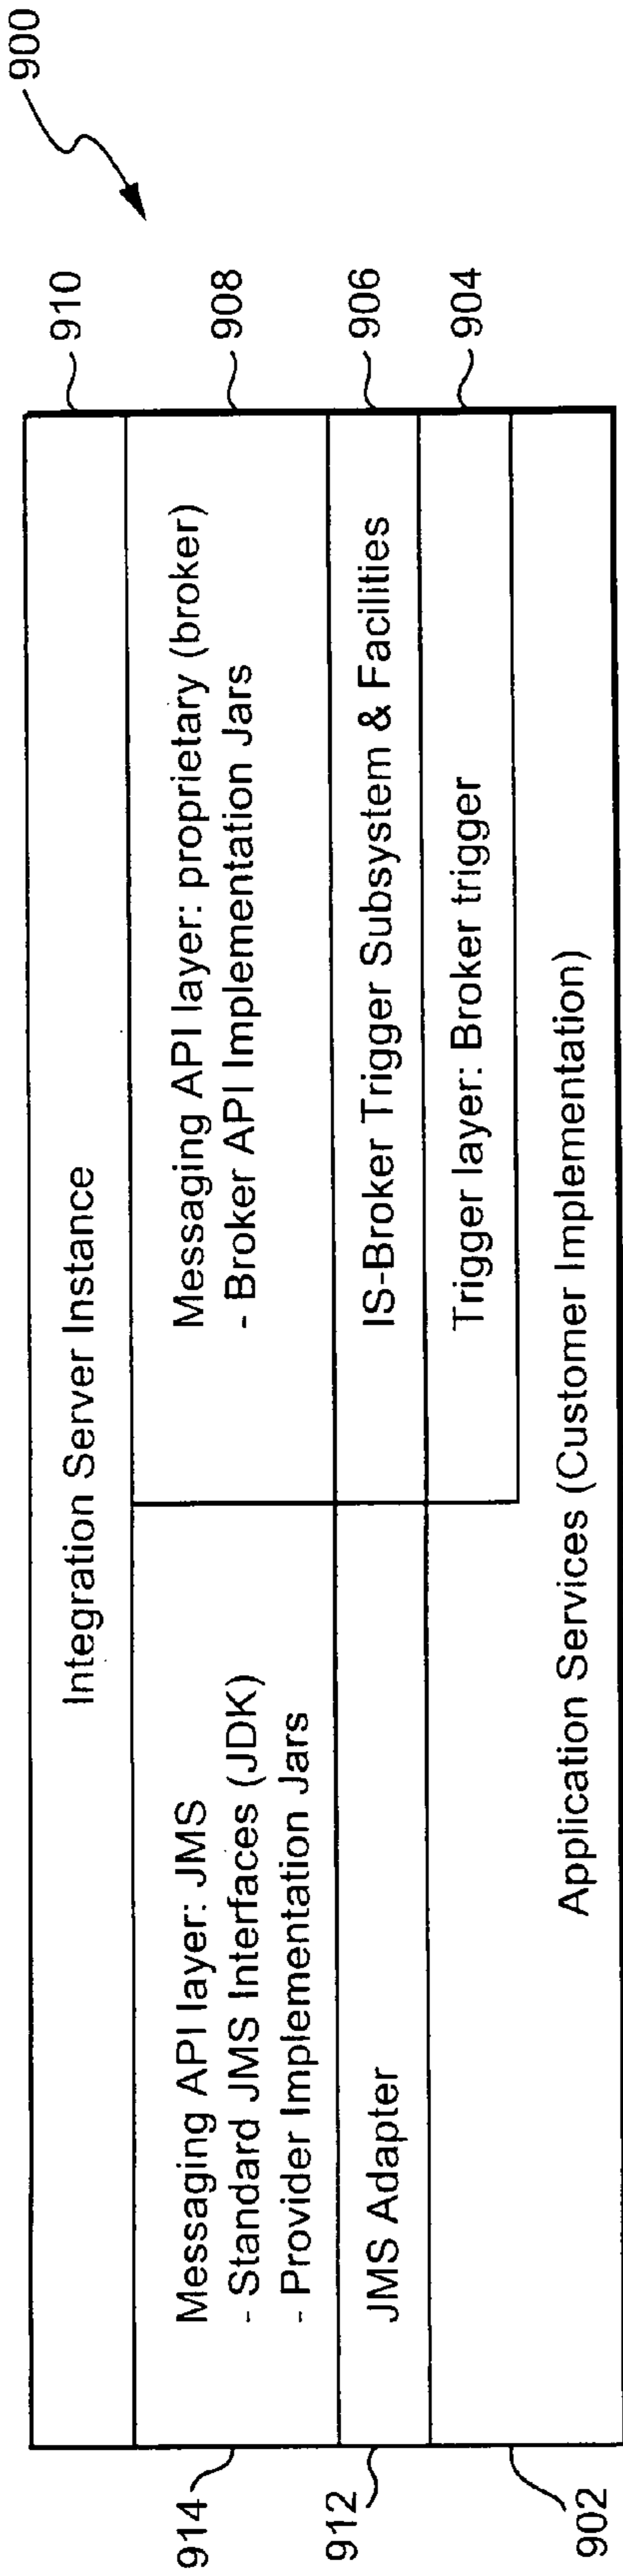 900
910
Integration Server Instance
914
Messaging API layer: JMS
- Standard JMS Interfaces (JDK)
- Provider Implementation Jars
Messaging API layer: proprietary (broker)
- Broker API Implementation Jars
908
912
JMS Adapter
IS-Broker Trigger Subsystem & Facilities
906
Trigger layer: Broker trigger
904
902
Application Services (Customer Implementation)